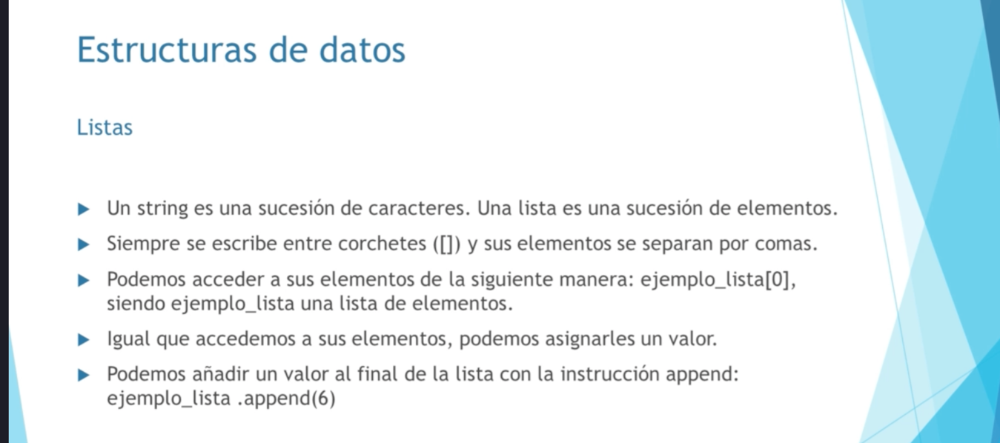 Estructuras de datos
Listas
Un string es una sucesión de caracteres. Una lista es una sucesión de elementos.
Siempre se escribe entre corchetes ([]) y sus elementos se separan por comas.
Podemos acceder a sus elementos de la siguiente manera: ejemplo_lista[0],
siendo ejemplo_lista una lista de elementos.
Igual que accedemos a sus elementos, podemos asignarles un valor.
Podemos añadir un valor al final de la lista con la instrucción append:
ejemplo_lista .append(6)